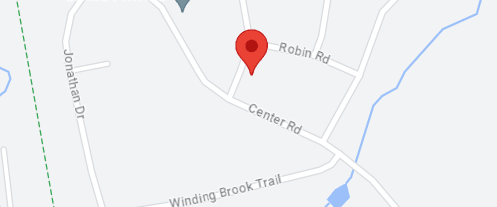 Robin Rd
Jonathan Dr
Center Rd
Winding Brook Trail